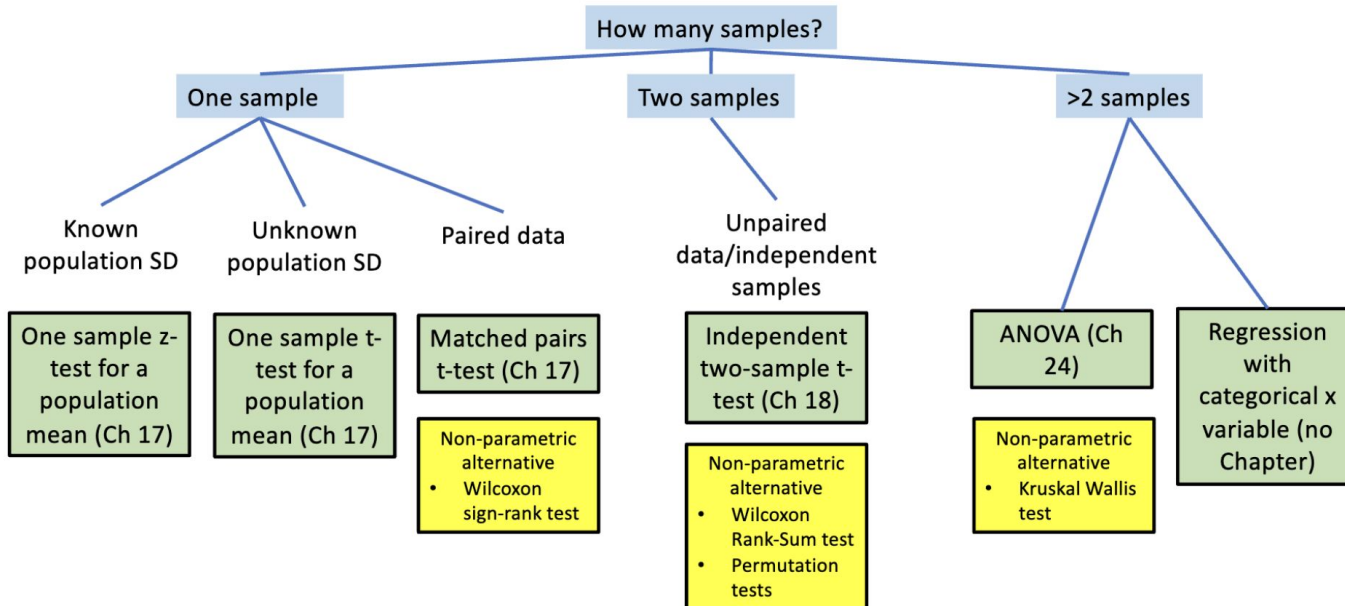 How many samples?
One sample
Two samples
>2 samples
Known
population SD
Unknown
population SD
Paired data
Unpaired
data/independent
samples
One sample z-
test for a
population
mean (Ch 17)
One sample t-
test for a
population
mean (Ch 17)
Matched pairs
t-test (Ch 17)
Non-parametric
alternative
• Wilcoxon
sign-rank test
Independent
two-sample t-
test (Ch 18)
Non-parametric
alternative
• Wilcoxon
Rank-Sum test
• Permutation
tests
ANOVA (Ch
24)
Non-parametric
alternative
• Kruskal Wallis
test
Regression
with
categorical x
variable (no
Chapter)